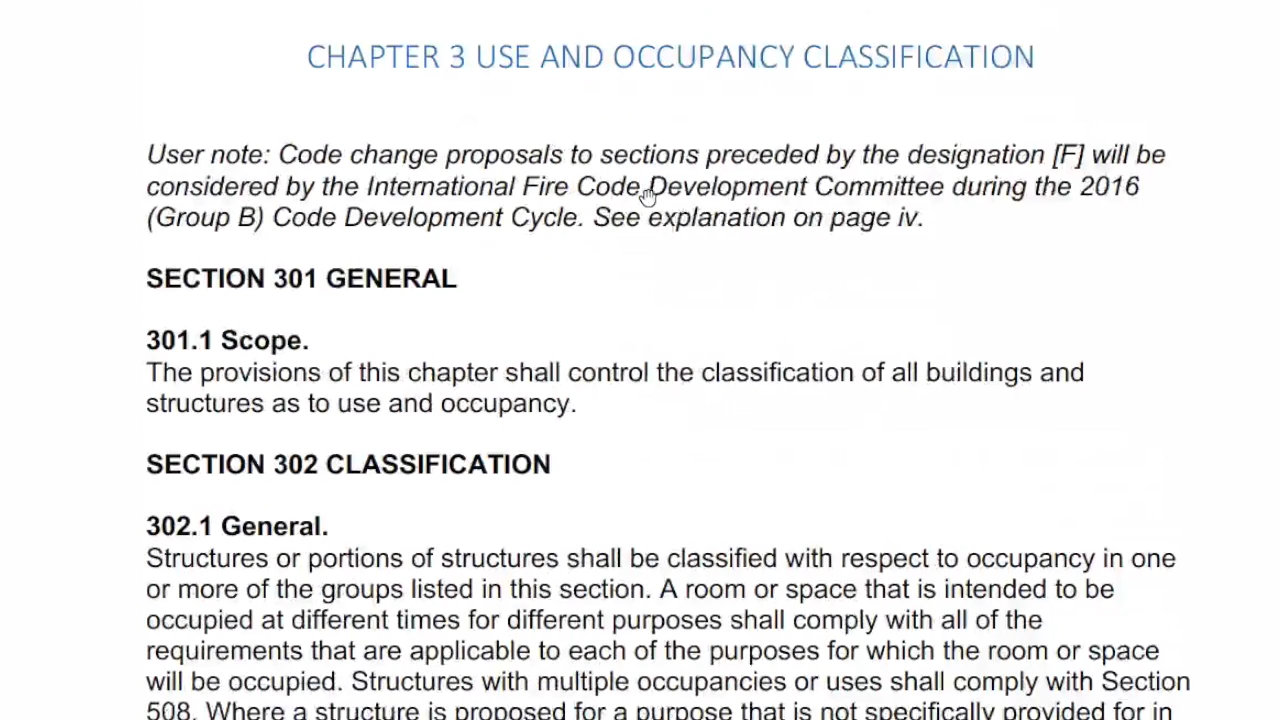 CHAPTER 3 USE AND OCCUPANCY CLASSIFICATION
User note: Code change proposals to sections preceded by the designation [F] will be
considered by the International Fire Code Development Committee during the 2016
(Group B) Code Development Cycle. See explanation on page iv.
SECTION 301 GENERAL
301.1 Scope.
The provisions of this chapter shall control the classification of all buildings and
structures as to use and occupancy.
SECTION 302 CLASSIFICATION
302.1 General.
Structures or portions of structures shall be classified with respect to occupancy in one
or more of the groups listed in this section. A room or space that is intended to be
occupied at different times for different purposes shall comply with all of the
requirements that are applicable to each of the purposes for which the room or space
will be occupied. Structures with multiple occupancies or uses shall comply with Section
508. Where a structure is proposed for a purpose that is not specifically provided for in